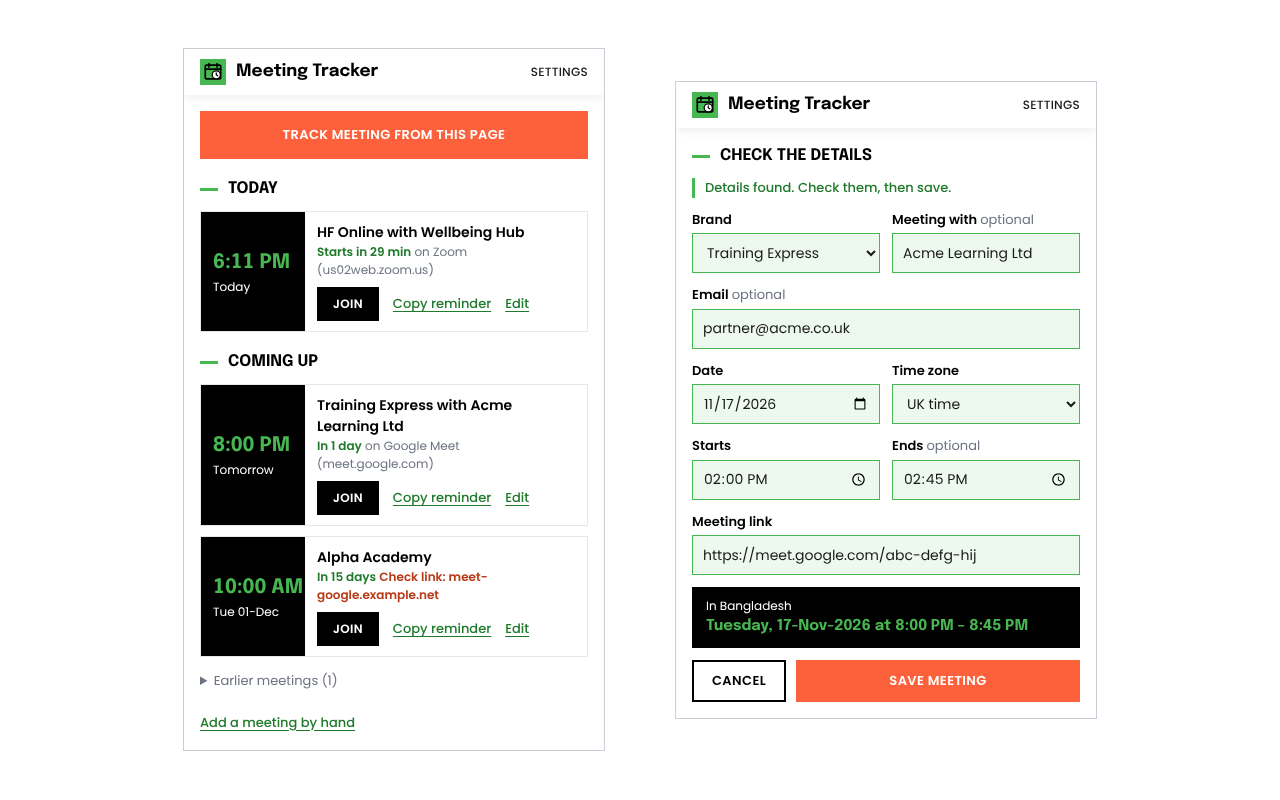 Meeting Tracker
SETTINGS
TRACK MEETING FROM THIS PAGE
TODAY
6:11 PM
Today
HF Online with Wellbeing Hub
Starts in 29 min on Zoom
(us02web.zoom.us)
JOIN
Copy reminder
Edit
COMING UP
8:00 PM
Tomorrow
Training Express with Acme
Learning Ltd
In 1 day on Google Meet
(meet.google.com)
JOIN
Copy reminder
Edit
10:00 AM
Tue 01-Dec
Alpha Academy
In 15 days Check link: meet-
google.example.net
JOIN
Copy reminder
Edit
Earlier meetings (1)
Add a meeting by hand
Meeting Tracker
SETTINGS
CHECK THE DETAILS
Details found. Check them, then save.
Brand
Meeting with optional
Training Express
Acme Learning Ltd
Email optional
partner@acme.co.uk
Date
Time zone
11/17/2026
UK time
Starts
Ends optional
02:00 PM
02:45 PM
Meeting link
https://meet.google.com/abc-defg-hij
In Bangladesh
Tuesday, 17-Nov-2026 at 8:00 PM – 8:45 PM
CANCEL
SAVE MEETING